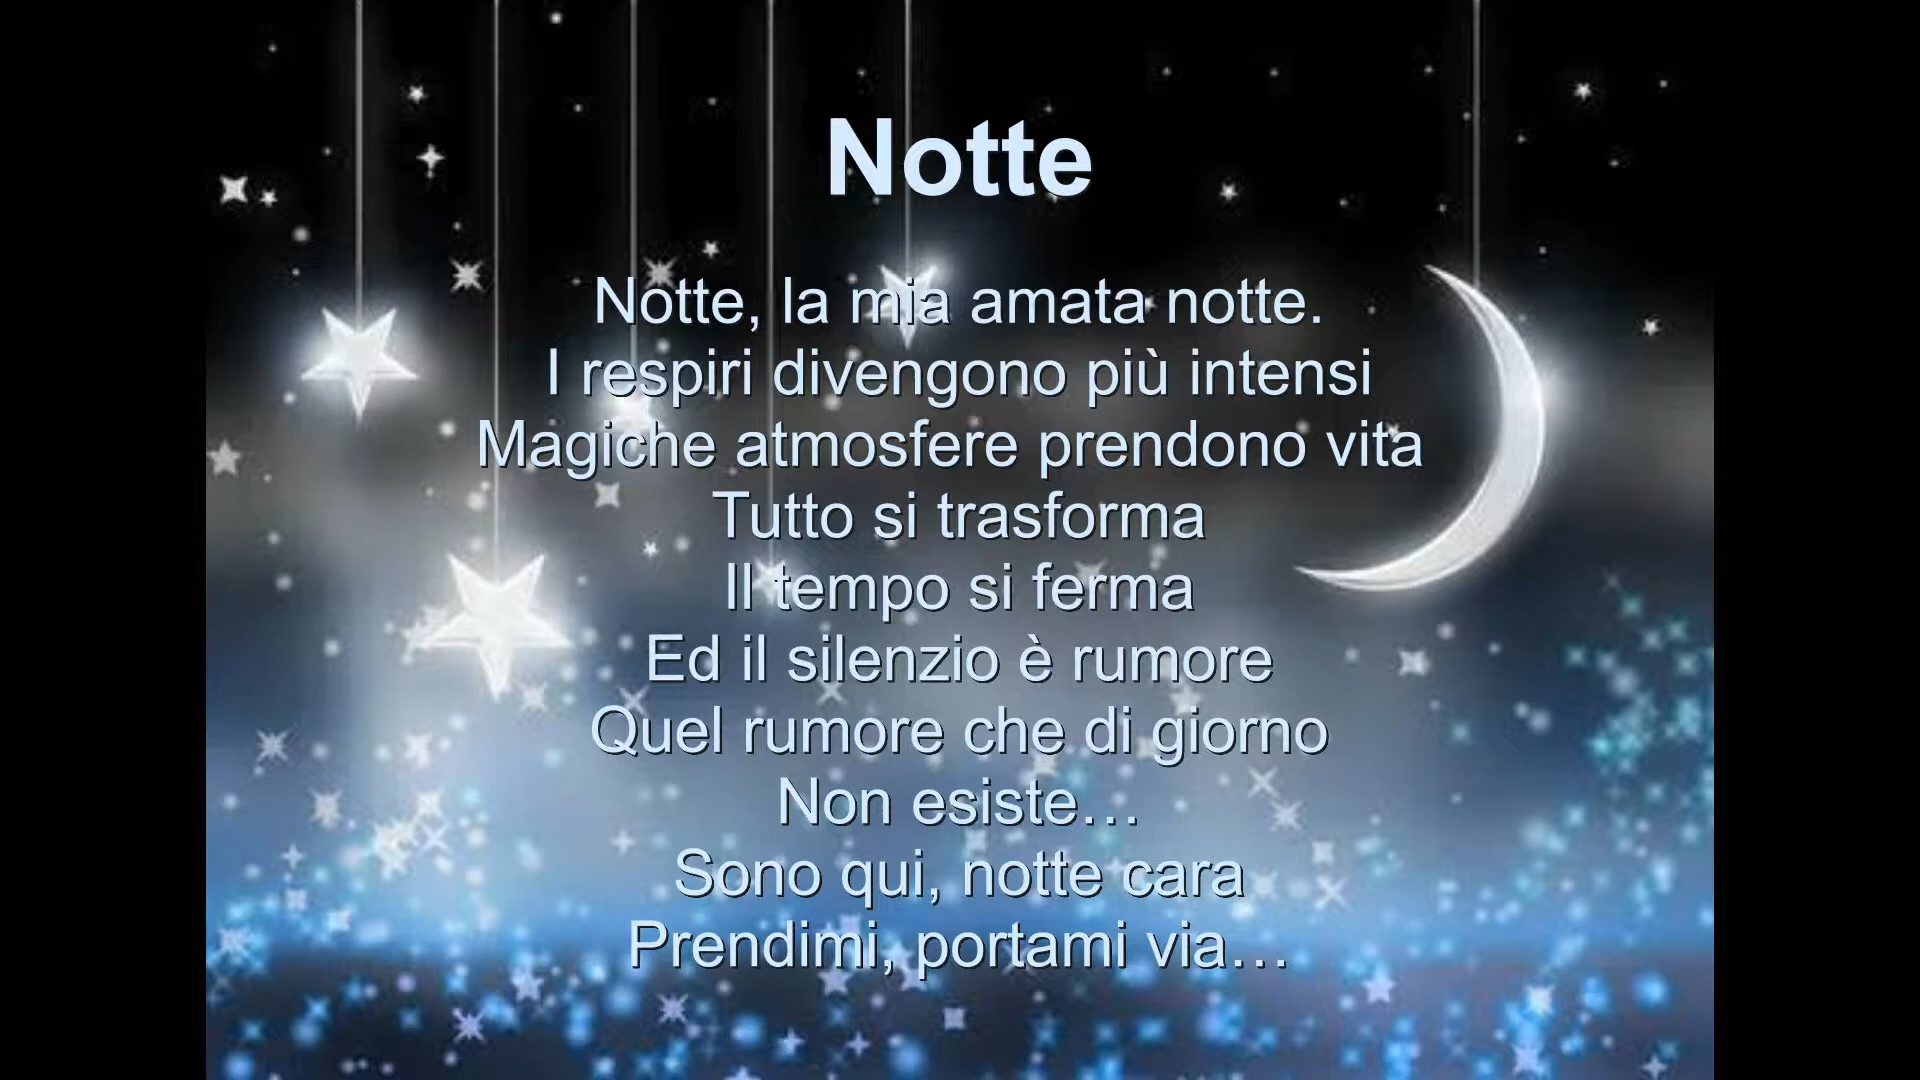 Notte
Notte, la mia amata notte.
I respiri divengono più intensi
Magiche atmosfere prendono vita
Tutto si trasforma
Il tempo si ferma
Ed il silenzio è rumore
Quel rumore che di giorno
Non esiste…
Sono qui, notte cara
Prendimi, portami via…